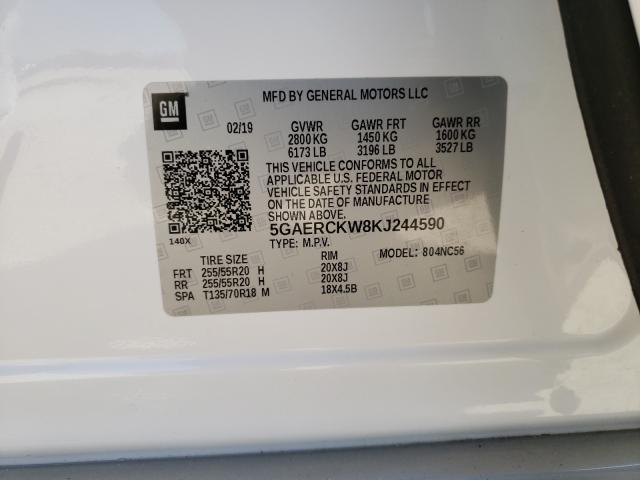 GM
MFD BY GENERAL MOTORS LLC
02/19 GVWR GAWR FRT GAWR RR
2800 KG 1450 KG 1600 KG
6173 LB 3196 LB 3527 LB
THIS VEHICLE CONFORMS TO ALL
APPLICABLE U.S. FEDERAL MOTOR
VEHICLE SAFETY STANDARDS IN EFFECT
ON THE DATE OF MANUFACTURE
SHOWN ABOVE.
140X
5GAERCKW8KJ244590
TYPE: M.P.V. MODEL: 804NC56
TIRE SIZE RIM
FRT 255/55R20 H 20X8J
RR 255/55R20 H 20X8J
SPA T135/70R18 M 18X4.5B